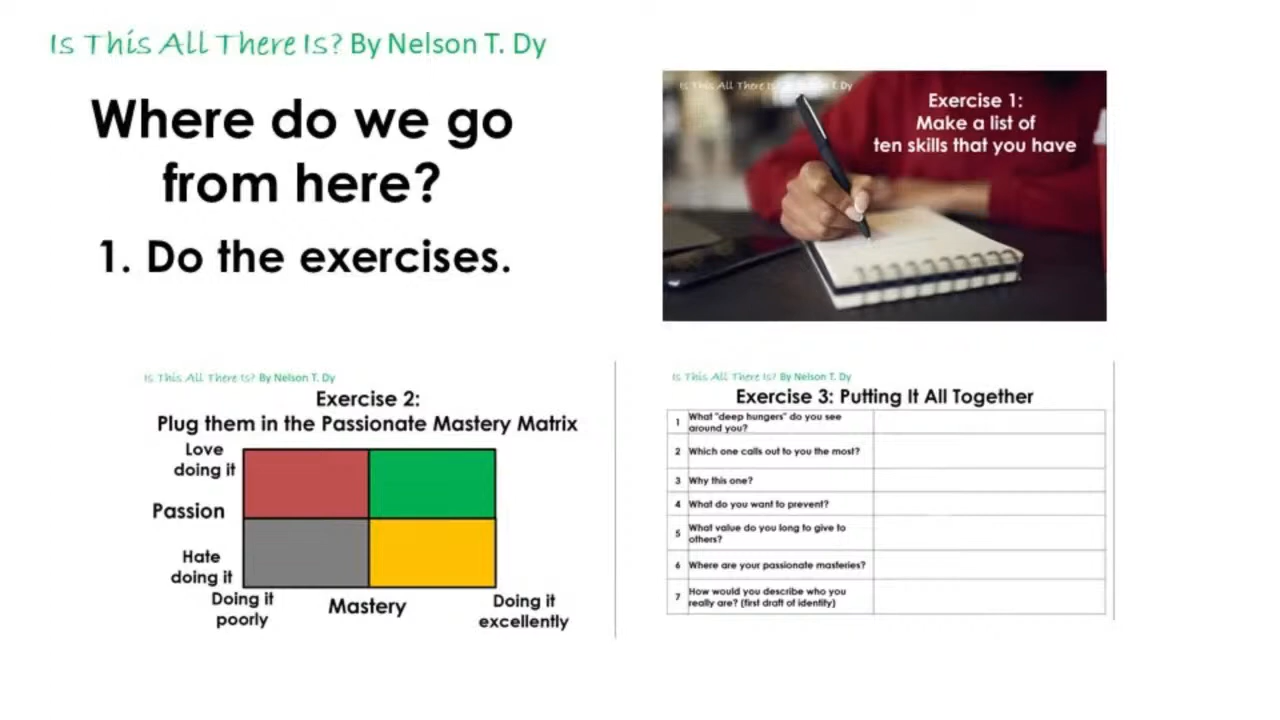 Is This All There Is? By Nelson T. Dy
Where do we go
from here?
1. Do the exercises.
Exercise 1:
Make a list of
ten skills that you have
Is This All There Is? By Nelson T. Dy
Exercise 2:
Plug them in the Passionate Mastery Matrix
Love
doing it
Passion
Hate
doing it
Doing it
poorly
Mastery
Doing it
excellently
Is This All There Is? By Nelson T. Dy
Exercise 3: Putting It All Together
1 What "deep hungers" do you see
around you?
2 Which one calls out to you the most?
3 Why this one?
4 What do you want to prevent?
5 What value do you long to give to
others?
6 Where are your passionate masteries?
7 How would you describe who you
really are? (first draft of identity)